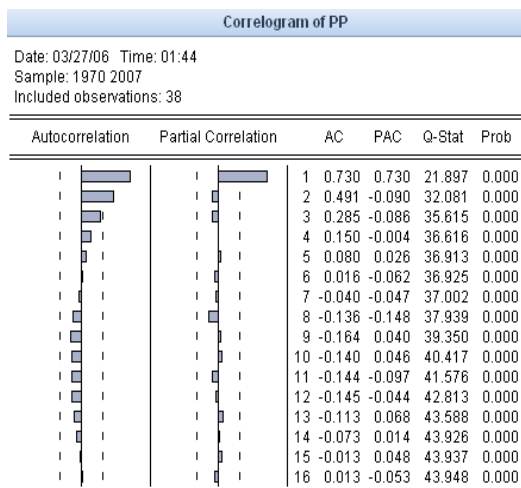 Correlogram of PP
Date: 03/27/06 Time: 01:44
Sample: 1970 2007
Included observations: 38
Autocorrelation Partial Correlation AC PAC Q-Stat Prob
1 0.730 0.730 21.897 0.000
2 0.491 -0.090 32.081 0.000
3 0.285 -0.086 35.615 0.000
4 0.150 -0.004 36.616 0.000
5 0.080 0.026 36.913 0.000
6 0.016 -0.062 36.925 0.000
7 -0.040 -0.047 37.002 0.000
8 -0.136 -0.148 37.939 0.000
9 -0.164 0.040 39.350 0.000
10 -0.140 0.046 40.417 0.000
11 -0.144 -0.097 41.576 0.000
12 -0.145 -0.044 42.813 0.000
13 -0.113 0.068 43.588 0.000
14 -0.073 0.014 43.926 0.000
15 -0.013 0.048 43.937 0.000
16 0.013 -0.053 43.948 0.000